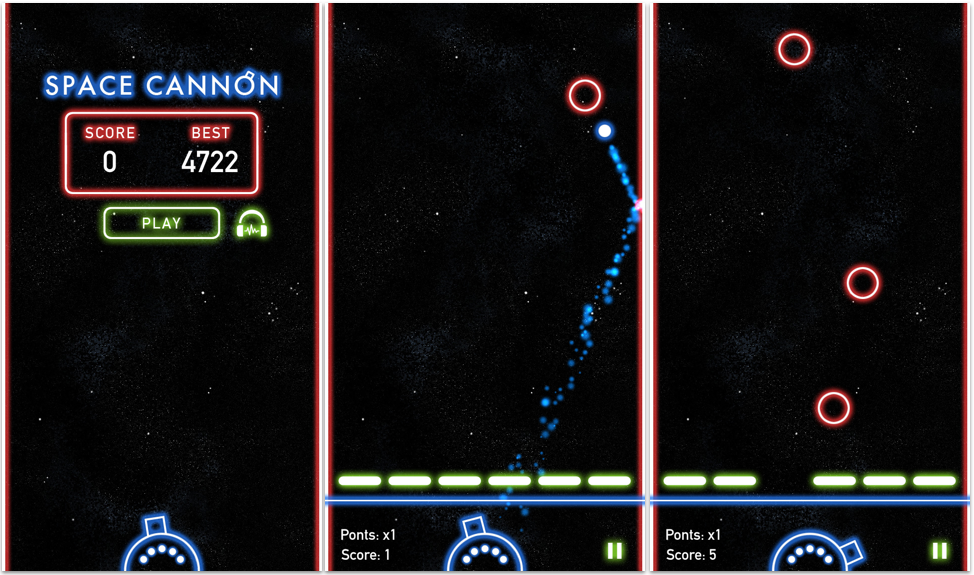 SPACE CANNON
SCORE BEST
0 4722
PLAY
Ponts: x1
Score: 1
Ponts: x1
Score: 5